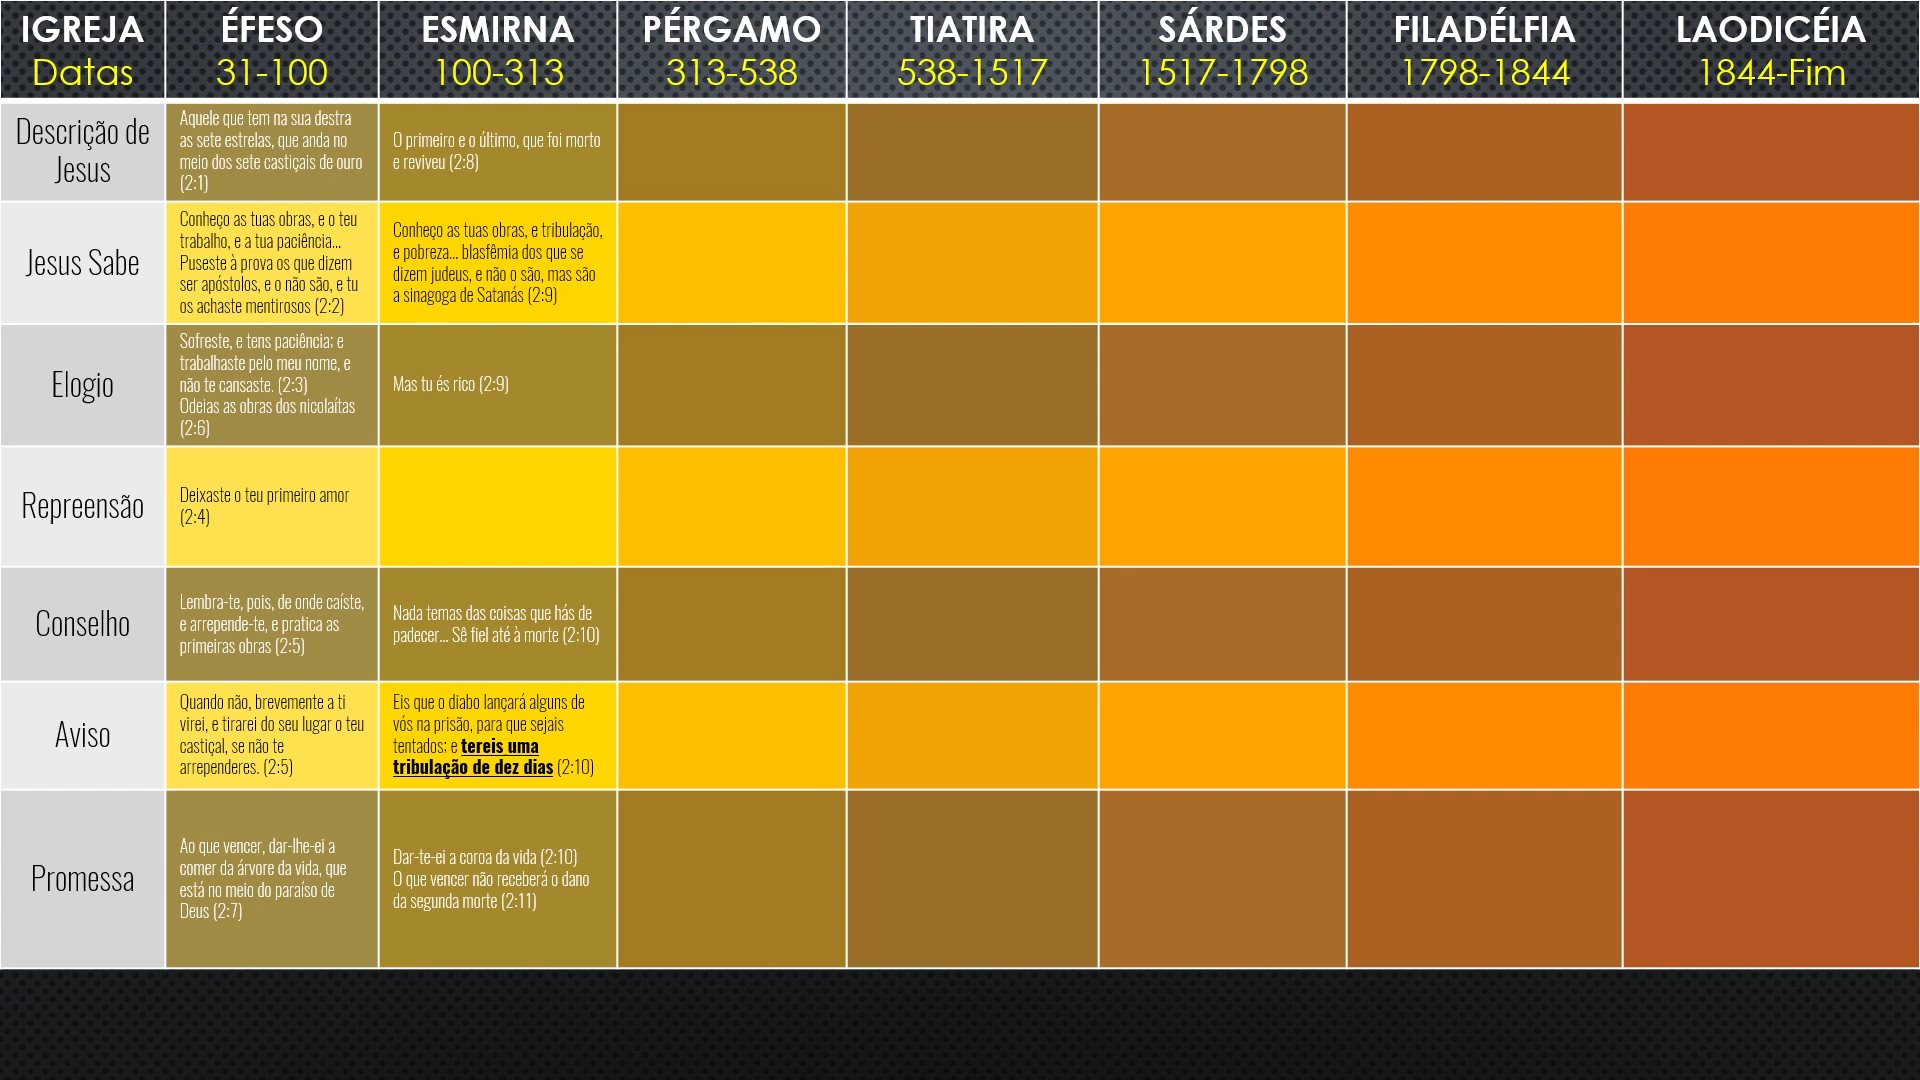 IGREJA
Datas
ÉFESO
31-100
ESMIRNA
100-313
PÉRGAMO
313-538
TIATIRA
538-1517
SÁRDES
1517-1798
FILADÉLFIA
1798-1844
LAODICÉIA
1844-Fim
Descrição de
Jesus
Aquele que tem na sua destra
as sete estrelas, que anda no
meio dos sete castiçais de ouro
(2:1)
O primeiro e o último, que foi morto
e reviveu (2:8)
Jesus Sabe
Conheço as tuas obras, e o teu
trabalho, e a tua paciência...
Puseste à prova os que dizem
ser apóstolos, e o não são, e tu
os achaste mentirosos (2:2)
Conheço as tuas obras, e tribulação,
e pobreza... blasfêmia dos que se
dizem judeus, e não o são, mas são
a sinagoga de Satanás (2:9)
Elogio
Sofreste, e tens paciência; e
trabalhaste pelo meu nome, e
não te cansaste. (2:3)
Odeias as obras dos nicolaítas
(2:6)
Mas tu és rico (2:9)
Repreensão
Deixaste o teu primeiro amor
(2:4)
Conselho
Lembra-te, pois, de onde caíste,
e arrepende-te, e pratica as
primeiras obras (2:5)
Nada temas das coisas que hás de
padecer... Sê fiel até à morte (2:10)
Aviso
Quando não, brevemente a ti
virei, e tirarei do seu lugar o teu
castiçal, se não te
arrependeres. (2:5)
Eis que o diabo lançará alguns de
vós na prisão, para que sejais
tentados; e tereis uma
tribulação de dez dias (2:10)
Promessa
Ao que vencer, dar-lhe-ei a
comer da árvore da vida, que
está no meio do paraíso de
Deus (2:7)
Dar-te-ei a coroa da vida (2:10)
O que vencer não receberá o dano
da segunda morte (2:11)